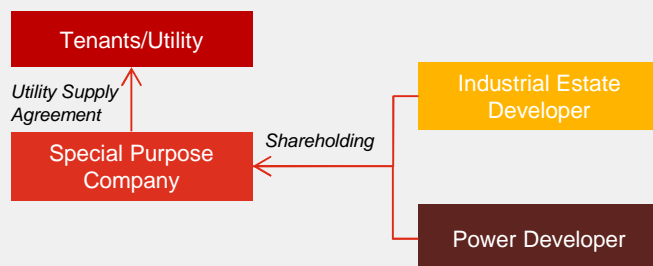 Tenants/Utility
Utility Supply
Agreement
Industrial Estate
Developer
Shareholding
Special Purpose
Company
Power Developer